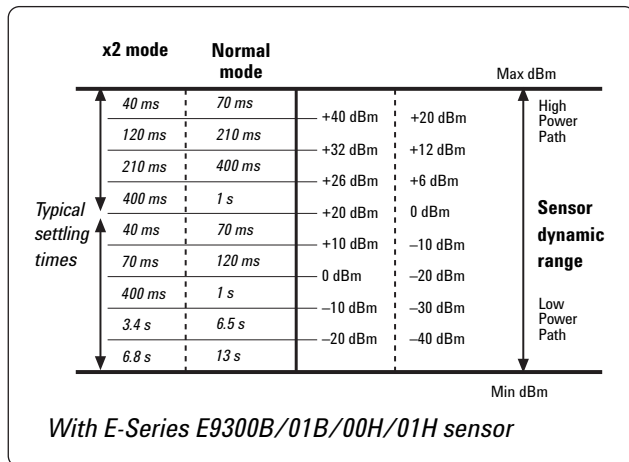 x2 mode Normal mode
Max dBm
40 ms 70 ms High Power Path
+40 dBm +20 dBm
120 ms 210 ms
+32 dBm +12 dBm
210 ms 400 ms
+26 dBm +6 dBm
400 ms 1 s
Typical settling times
+20 dBm 0 dBm
Sensor dynamic range
40 ms 70 ms
+10 dBm –10 dBm
70 ms 120 ms
0 dBm –20 dBm
400 ms 1 s
–10 dBm –30 dBm
Low Power Path
3.4 s 6.5 s
–20 dBm –40 dBm
6.8 s 13 s
Min dBm
With E-Series E9300B/01B/00H/01H sensor